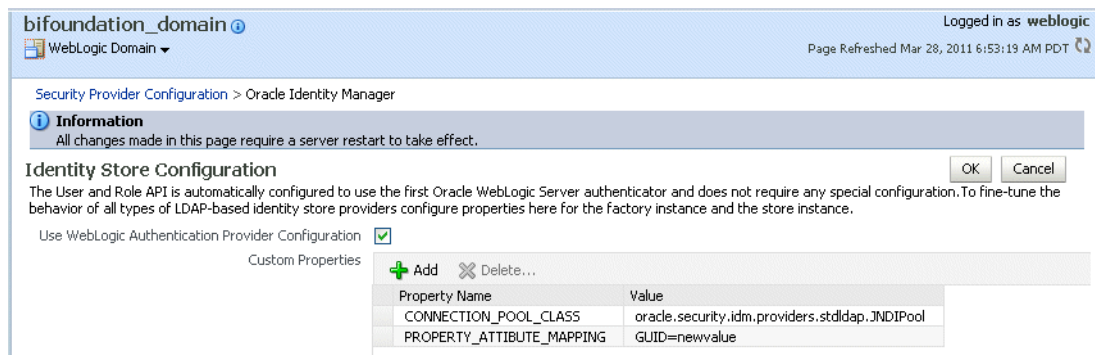 bifoundation_domain
Logged in as weblogic
WebLogic Domain
Page Refreshed Mar 28, 2011 6:53:19 AM PDT
Security Provider Configuration > Oracle Identity Manager
Information
All changes made in this page require a server restart to take effect.
Identity Store Configuration
OK Cancel
The User and Role API is automatically configured to use the first Oracle WebLogic Server authenticator and does not require any special configuration.To fine-tune the
behavior of all types of LDAP-based identity store providers configure properties here for the factory instance and the store instance.
Use WebLogic Authentication Provider Configuration
Custom Properties
Add Delete...
Property Name Value
CONNECTION_POOL_CLASS oracle.security.idm.providers.stdldap.JNDIPool
PROPERTY_ATTIBUTE_MAPPING GUID=newvalue